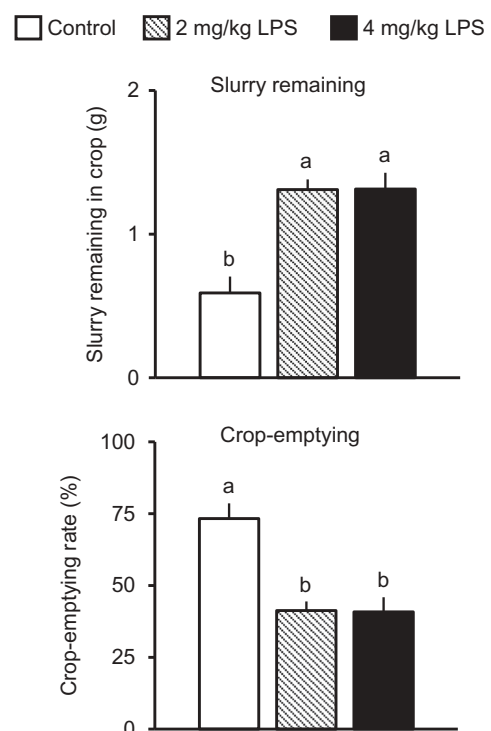 Control 2 mg/kg LPS 4 mg/kg LPS
Slurry remaining
Slurry remaining in crop (g)
2
1
0
b
a
a
Crop-emptying
Crop-emptying rate (%)
100
75
50
25
0
a
b
b